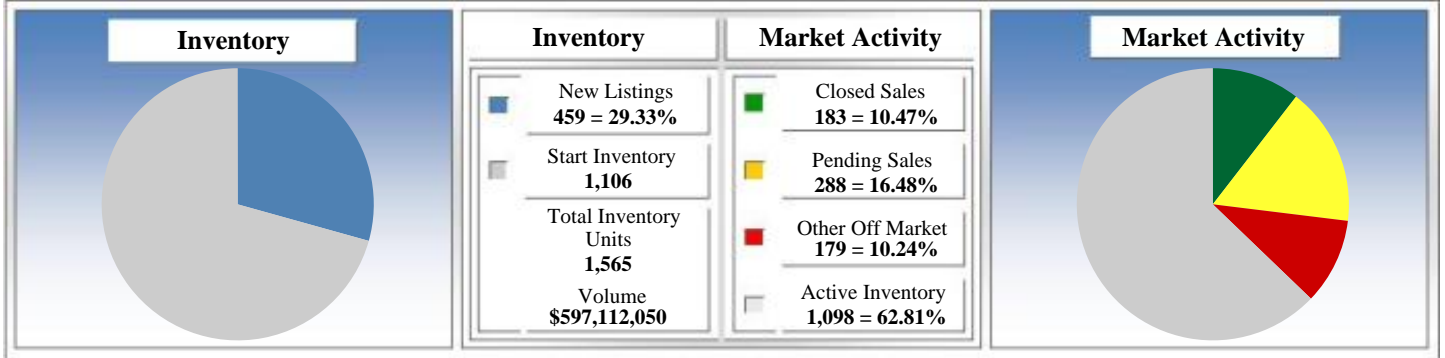 Inventory
Inventory
New Listings
459 = 29.33%
Start Inventory
1,106
Total Inventory
Units
1,565
Volume
$597,112,050
Market Activity
Closed Sales
183 = 10.47%
Pending Sales
288 = 16.48%
Other Off Market
179 = 10.24%
Active Inventory
1,098 = 62.81%
Market Activity